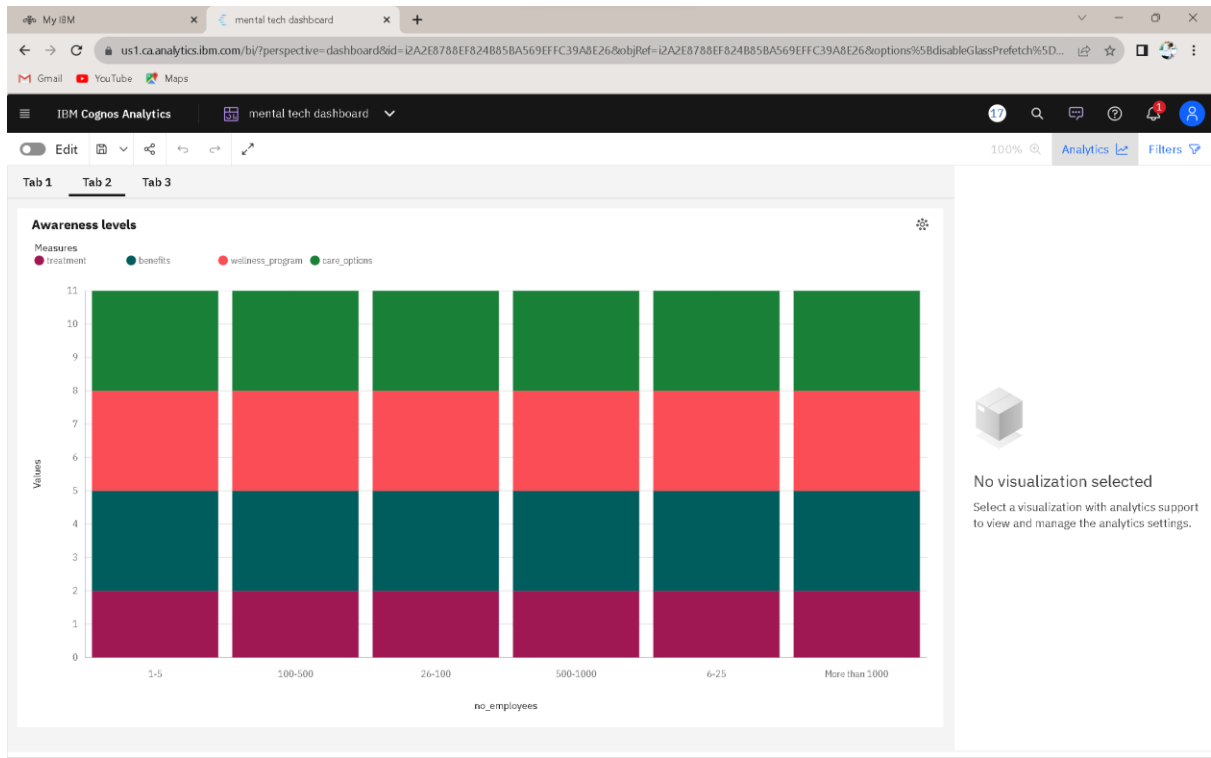 My IBM
mental tech dashboard
us1.ca.analytics.ibm.com/bi/?perspective=dashboard&id=i2A2E8788EF824B85BA569EFFC39A8E26&objRef=i2A2E8788EF824B85BA569EFFC39A8E26&options%5BdisableGlassPrefetch%5D...
Gmail YouTube Maps
IBM Cognos Analytics mental tech dashboard 17 1
Edit 100% Analytics Filters
Tab 1 Tab 2 Tab 3
Awareness levels
Measures
treatment benefits wellness_program care_options
11
10
9
8
7
6
5
4
3
2
1
0
Values
1-5 100-500 26-100 500-1000 6-25 More than 1000
no_employees
No visualization selected
Select a visualization with analytics support
to view and manage the analytics settings.